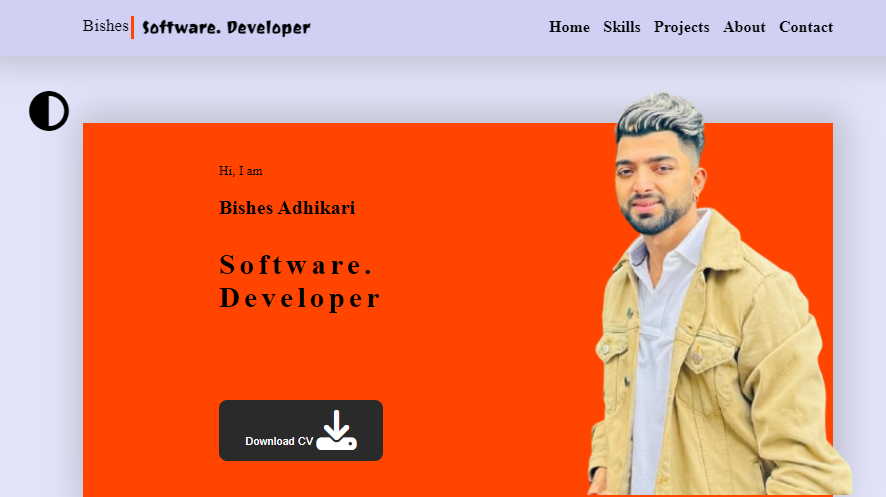 Bishes Software. Developer Home Skills Projects About Contact
Hi, I am
Bishes Adhikari
Software.
Developer
Download CV